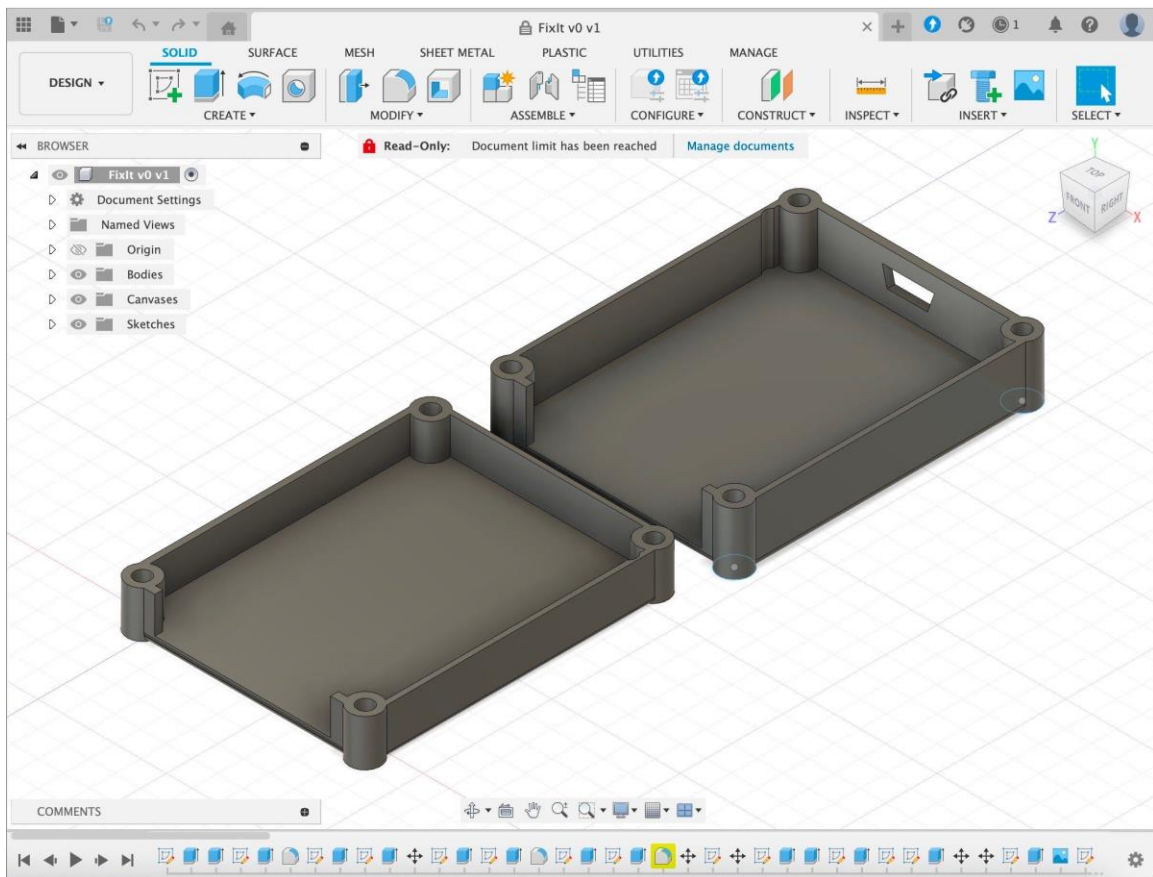 FixIt v0 v1
1
SOLID SURFACE MESH SHEET METAL PLASTIC UTILITIES MANAGE
DESIGN
CREATE MODIFY ASSEMBLE CONFIGURE CONSTRUCT INSPECT INSERT SELECT
BROWSER
Read-Only: Document limit has been reached Manage documents
FixIt v0 v1
Document Settings
Named Views
Origin
Bodies
Canvases
Sketches
Y
TOP
FRONT RIGHT
Z X
COMMENTS